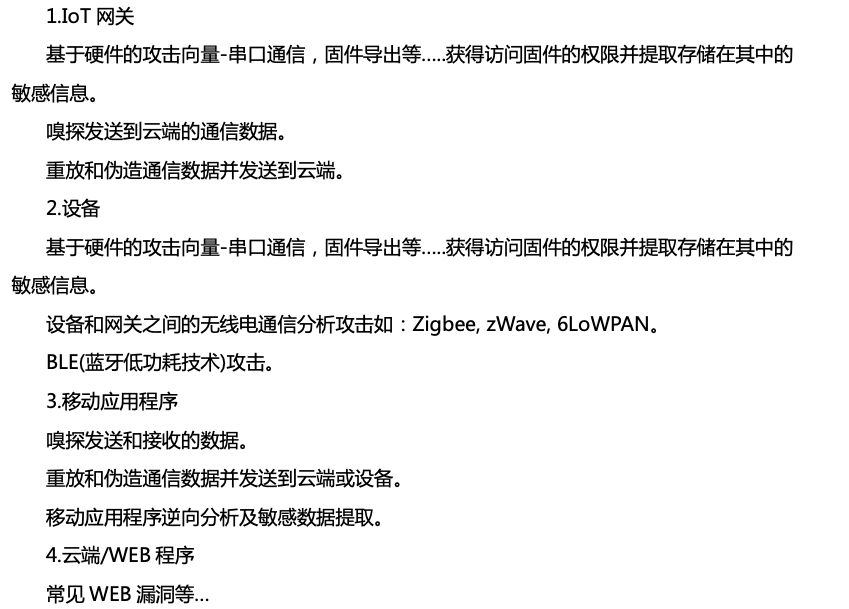 1.IoT 网关
基于硬件的攻击向量-串口通信，固件导出等.....获得访问固件的权限并提取存储在其中的
敏感信息。
嗅探发送到云端的通信数据。
重放和伪造通信数据并发送到云端。
2.设备
基于硬件的攻击向量-串口通信，固件导出等.....获得访问固件的权限并提取存储在其中的
敏感信息。
设备和网关之间的无线电通信分析攻击如：Zigbee, zWave, 6LoWPAN。
BLE(蓝牙低功耗技术)攻击。
3.移动应用程序
嗅探发送和接收的数据。
重放和伪造通信数据并发送到云端或设备。
移动应用程序逆向分析及敏感数据提取。
4.云端/WEB 程序
常见 WEB 漏洞等...